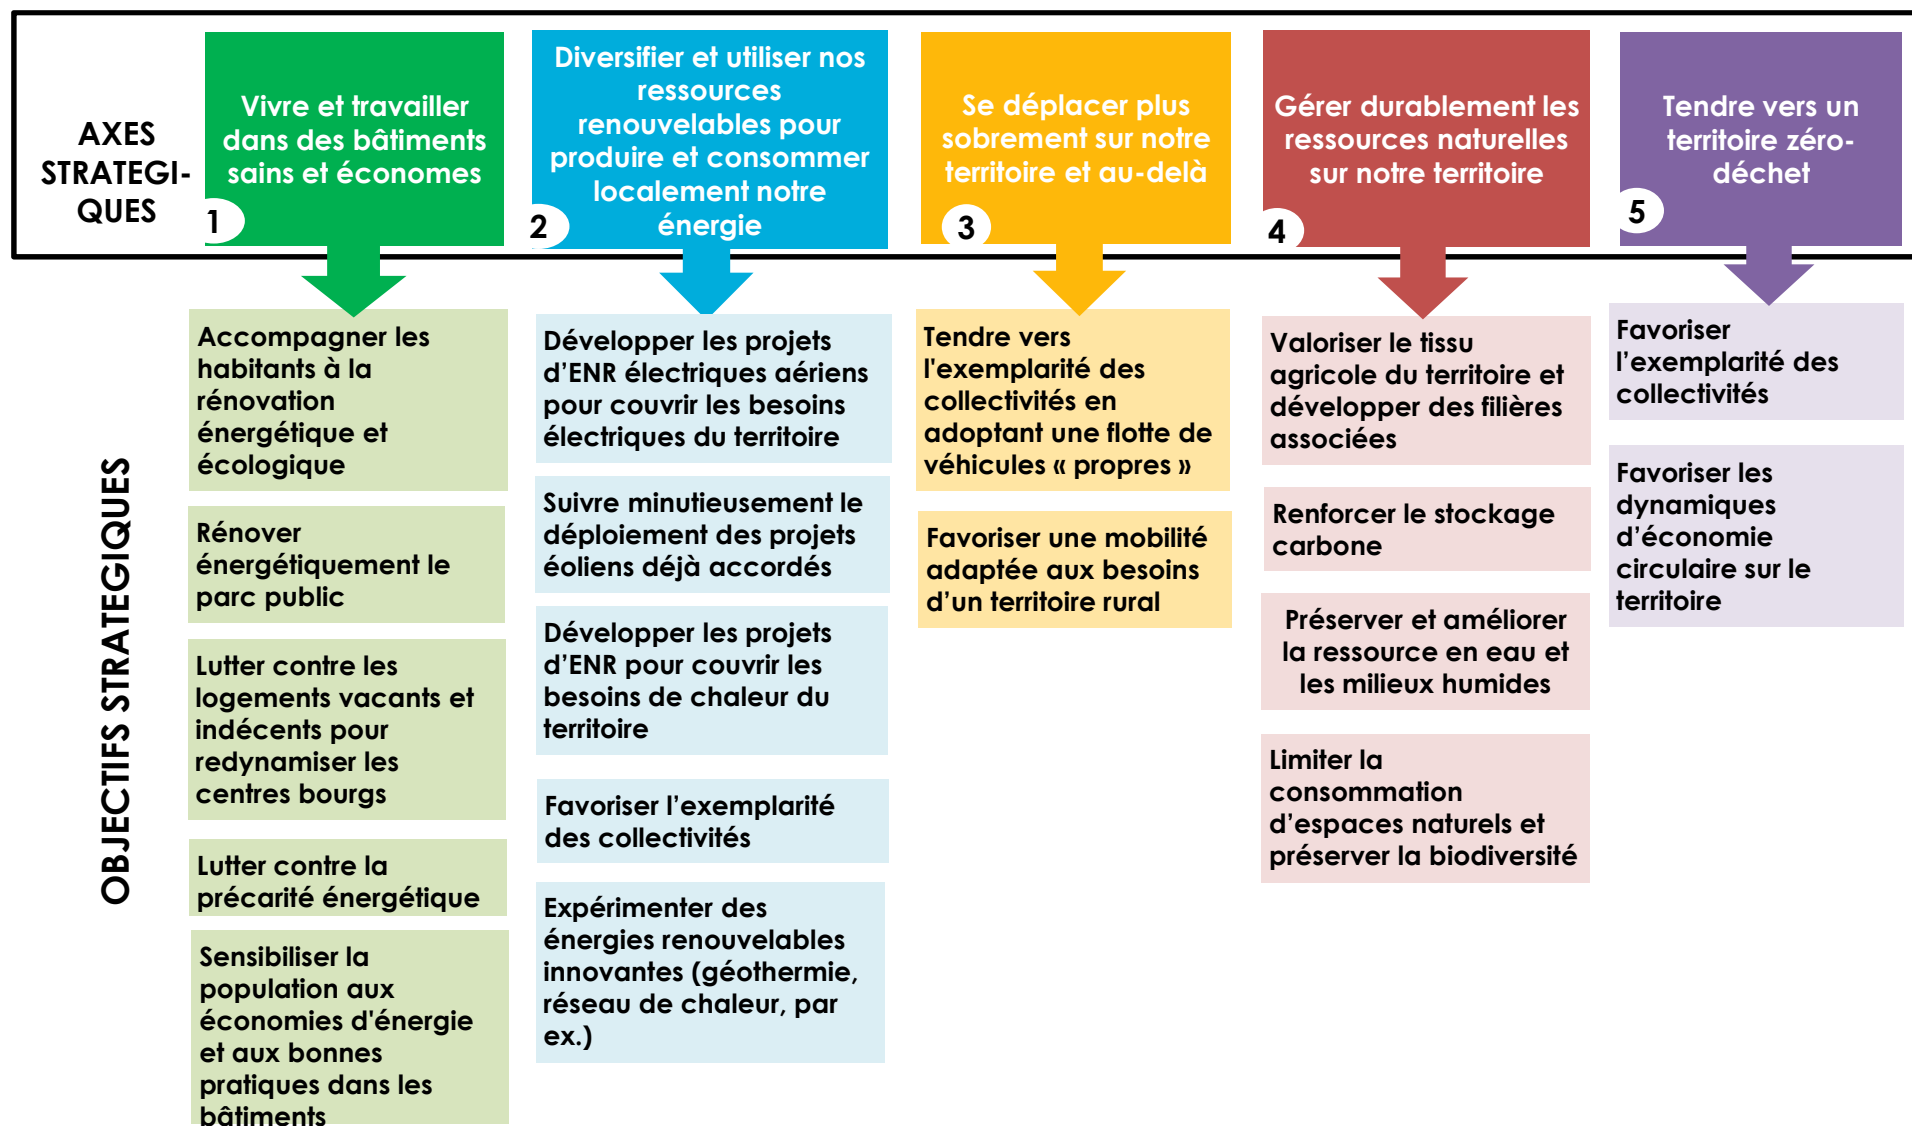 AXES
STRATEGI-
QUES
Vivre et travailler
dans des bâtiments
sains et économes
1
Diversifier et utiliser nos
ressources
renouvelables pour
produire et consommer
localement notre
énergie
2
Se déplacer plus
sobrement sur notre
territoire et au-delà
3
Gérer durablement les
ressources naturelles
sur notre territoire
4
Tendre vers un
territoire zéro-
déchet
5
OBJECTIFS STRATEGIQUES
Accompagner les
habitants à la
rénovation
énergétique et
écologique
Rénover
énergétiquement le
parc public
Lutter contre les
logements vacants et
indécents pour
redynamiser les
centres bourgs
Lutter contre la
précarité énergétique
Sensibiliser la
population aux
économies d'énergie
et aux bonnes
pratiques dans les
bâtiments
Développer les projets
d’ENR électriques aériens
pour couvrir les besoins
électriques du territoire
Suivre minutieusement le
déploiement des projets
éoliens déjà accordés
Développer les projets
d’ENR pour couvrir les
besoins de chaleur du
territoire
Favoriser l’exemplarité
des collectivités
Expérimenter des
énergies renouvelables
innovantes (géothermie,
réseau de chaleur, par
ex.)
Tendre vers
l'exemplarité des
collectivités en
adoptant une flotte de
véhicules « propres »
Favoriser une mobilité
adaptée aux besoins
d’un territoire rural
Valoriser le tissu
agricole du territoire et
développer des filières
associées
Renforcer le stockage
carbone
Préserver et améliorer
la ressource en eau et
les milieux humides
Limiter la
consommation
d’espaces naturels et
préserver la biodiversité
Favoriser
l’exemplarité des
collectivités
Favoriser les
dynamiques
d’économie
circulaire sur le
territoire